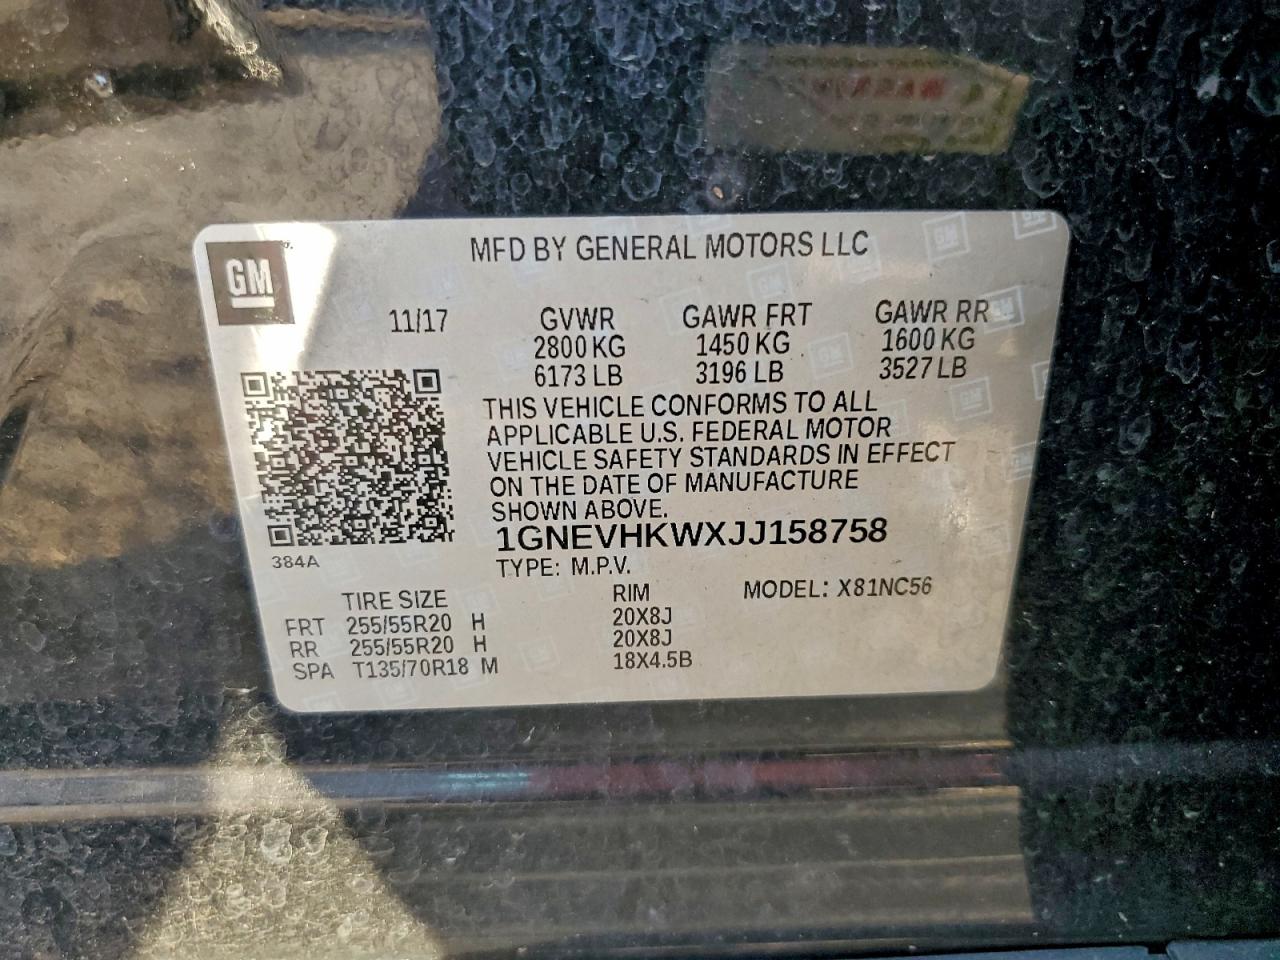 GM
MFD BY GENERAL MOTORS LLC
11/17 GVWR GAWR FRT GAWR RR
2800 KG 1450 KG 1600 KG
6173 LB 3196 LB 3527 LB
THIS VEHICLE CONFORMS TO ALL
APPLICABLE U.S. FEDERAL MOTOR
VEHICLE SAFETY STANDARDS IN EFFECT
ON THE DATE OF MANUFACTURE
SHOWN ABOVE.
1GNEVHKWXJJ158758
384A
TYPE: M.P.V.
TIRE SIZE RIM MODEL: X81NC56
FRT 255/55R20 H 20X8J
RR 255/55R20 H 20X8J
SPA T135/70R18 M 18X4.5B